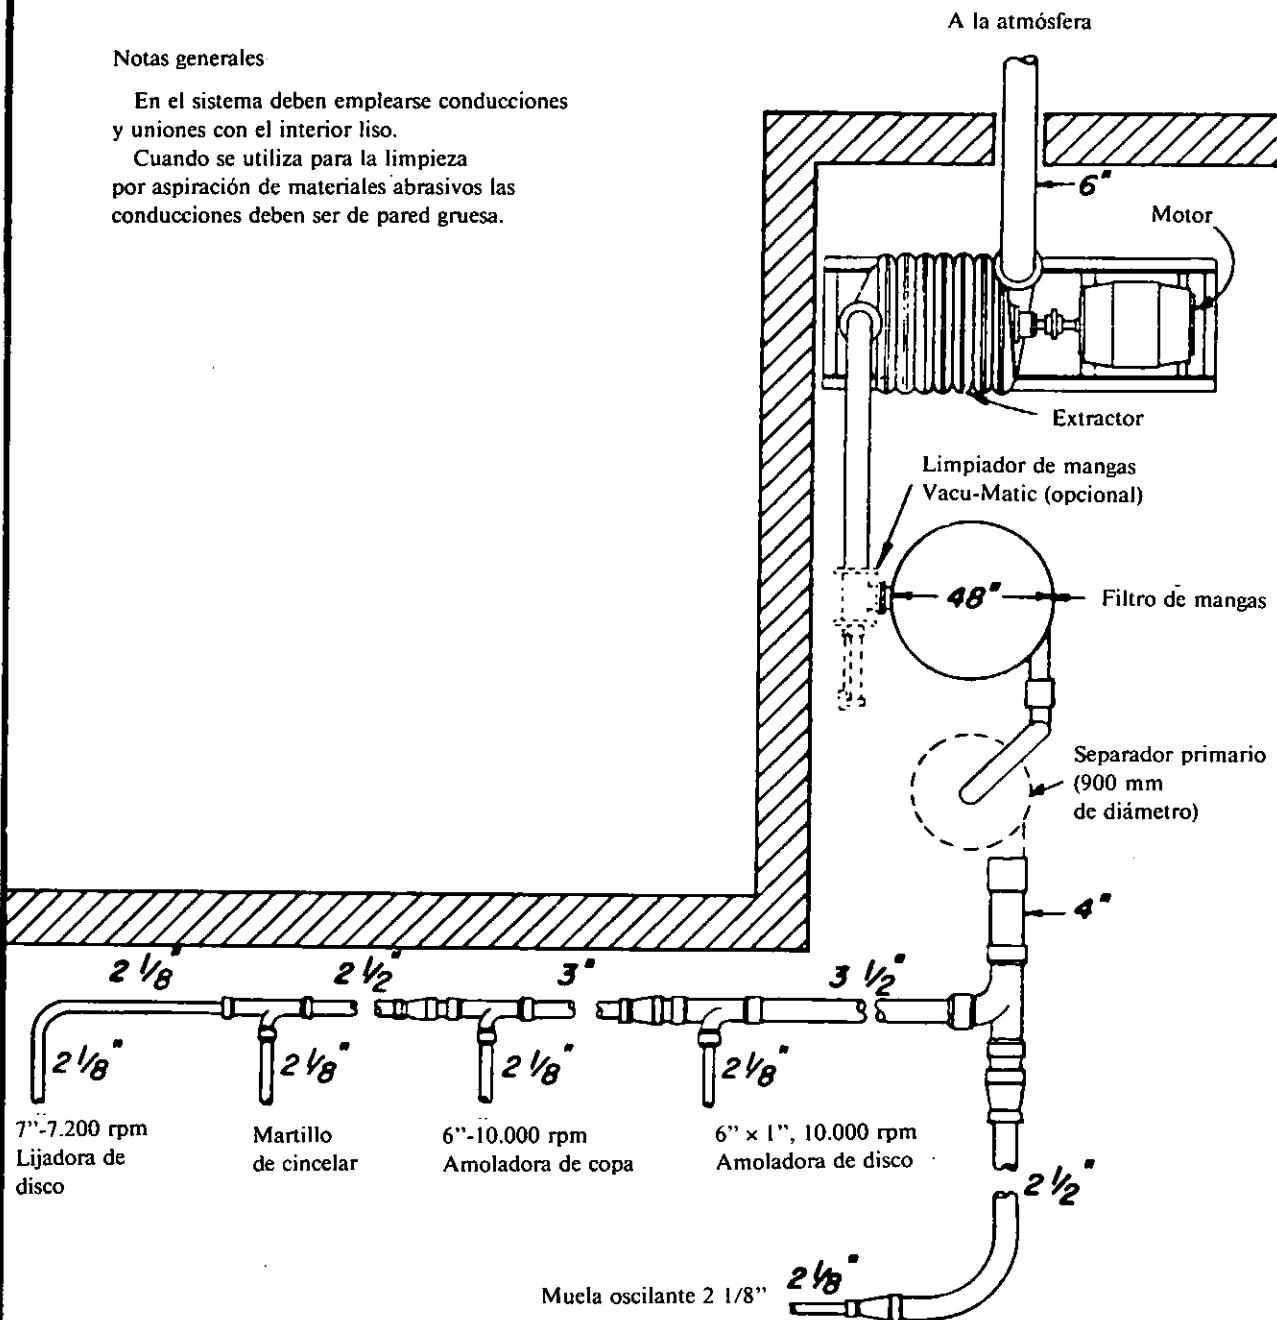 A la atmósfera
Notas generales
En el sistema deben emplearse conducciones
y uniones con el interior liso.
Cuando se utiliza para la limpieza
por aspiración de materiales abrasivos las
conducciones deben ser de pared gruesa.
6"
Motor
Extractor
Limpiador de mangas
Vacu-Matic (opcional)
48"
Filtro de mangas
Separador primario
(900 mm
de diámetro)
4"
2 1/8"
2 1/2"
3"
3 1/2"
2 1/8"
2 1/8"
2 1/8"
2 1/8"
7"-7.200 rpm
Lijadora de
disco
Martillo
de cincelar
6"-10.000 rpm
Amoladora de copa
6" × 1", 10.000 rpm
Amoladora de disco
2 1/2"
Muela oscilante 2 1/8"
2 1/8"